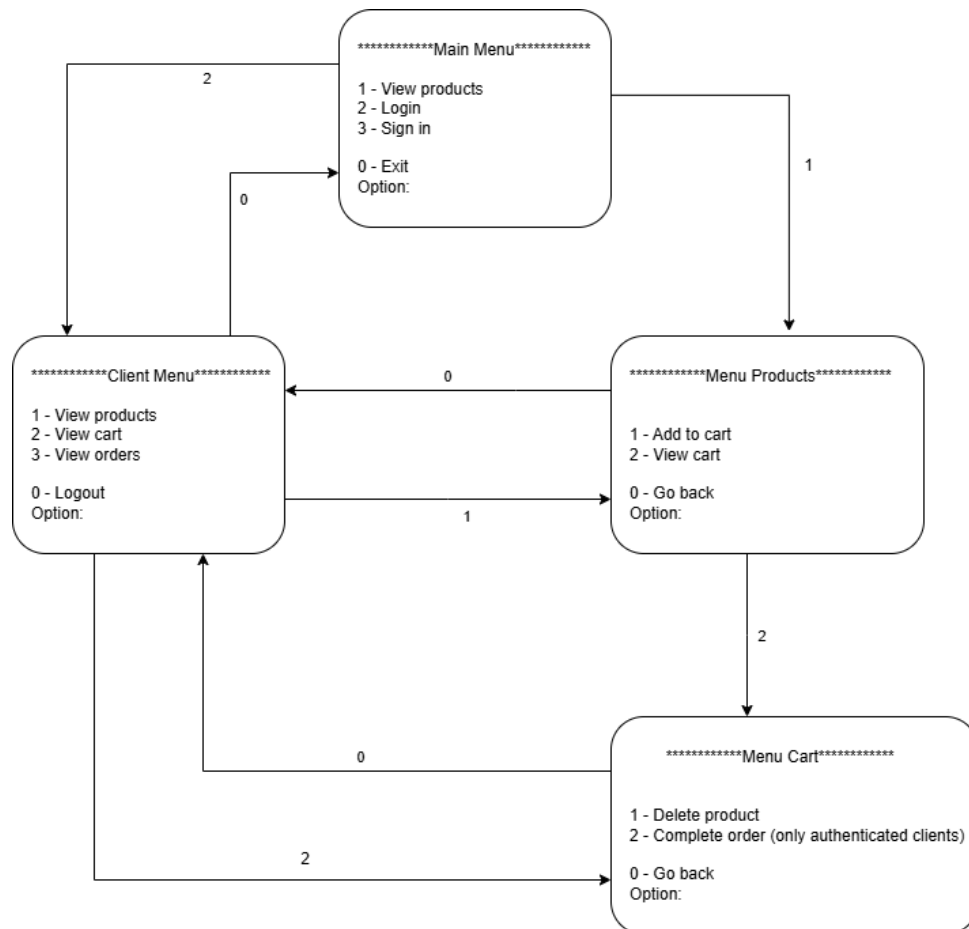 ************Main Menu************
1 - View products
2 - Login
3 - Sign in
0 - Exit
Option:
2
1
0
************Client Menu************
1 - View products
2 - View cart
3 - View orders
0 - Logout
Option:
0
1
************Menu Products************
1 - Add to cart
2 - View cart
0 - Go back
Option:
2
0
2
************Menu Cart************
1 - Delete product
2 - Complete order (only authenticated clients)
0 - Go back
Option: